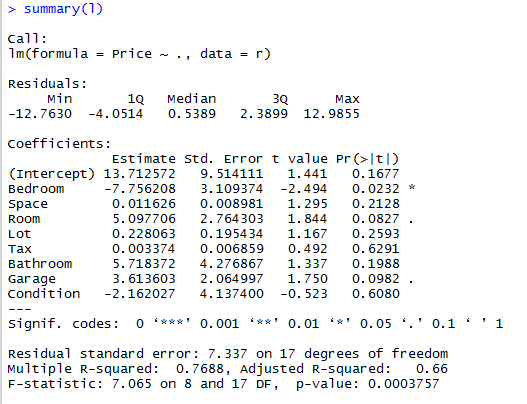 > summary(l)
Call:
lm(formula = Price ~ ., data = r)
Residuals:
Min 1Q Median 3Q Max
-12.7630 -4.0514 0.5389 2.3899 12.9855
Coefficients:
Estimate Std. Error t value Pr(>|t|)
(Intercept) 13.712572 9.514111 1.441 0.1677
Bedroom -7.756208 3.109374 -2.494 0.0232 *
Space 0.011626 0.008981 1.295 0.2128
Room 5.097706 2.764303 1.844 0.0827 .
Lot 0.228063 0.195434 1.167 0.2593
Tax 0.003374 0.006859 0.492 0.6291
Bathroom 5.718372 4.276867 1.337 0.1988
Garage 3.613603 2.064997 1.750 0.0982 .
Condition -2.162027 4.137400 -0.523 0.6080
---
Signif. codes: 0 ‘***’ 0.001 ‘**’ 0.01 ‘*’ 0.05 ‘.’ 0.1 ‘ ’ 1
Residual standard error: 7.337 on 17 degrees of freedom
Multiple R-squared: 0.7688, Adjusted R-squared: 0.66
F-statistic: 7.065 on 8 and 17 DF, p-value: 0.0003757